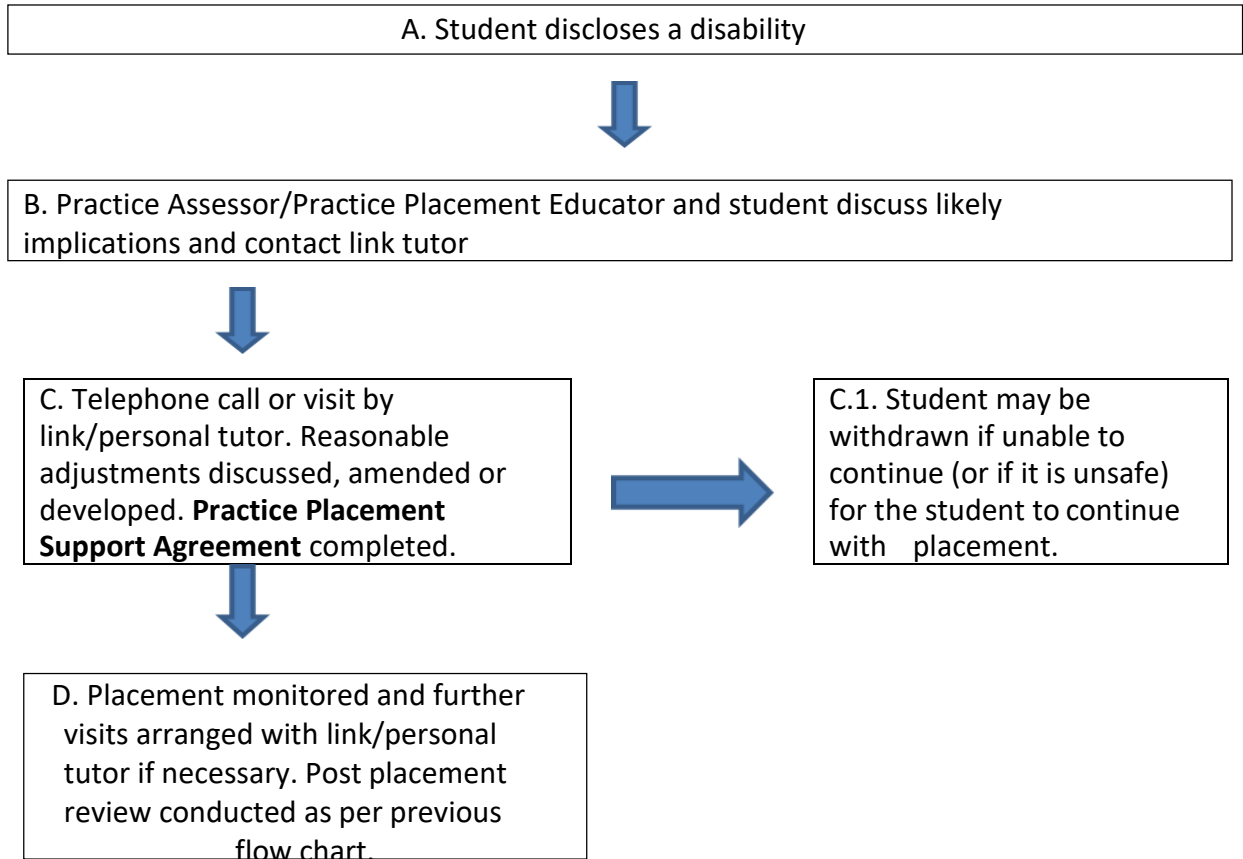 A. Student discloses a disability
B. Practice Assessor/Practice Placement Educator and student discuss likely
implications and contact link tutor
C. Telephone call or visit by
link/personal tutor. Reasonable
adjustments discussed, amended or
developed. Practice Placement
Support Agreement completed.
C.1. Student may be
withdrawn if unable to
continue (or if it is unsafe)
for the student to continue
with placement.
D. Placement monitored and further
visits arranged with link/personal
tutor if necessary. Post placement
review conducted as per previous
flow chart.